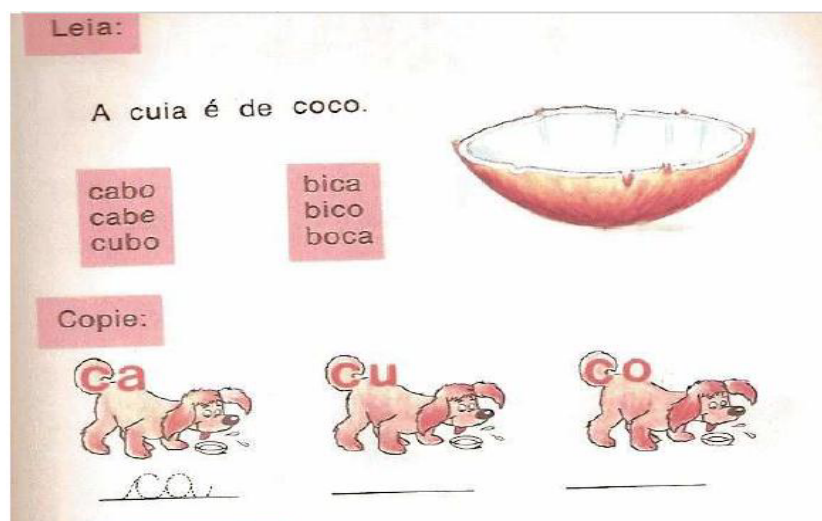 Leia:
A cuia é de coco.
cabo
cabe
cubo
bica
bico
boca
Copie:
ca
cu
co
ca